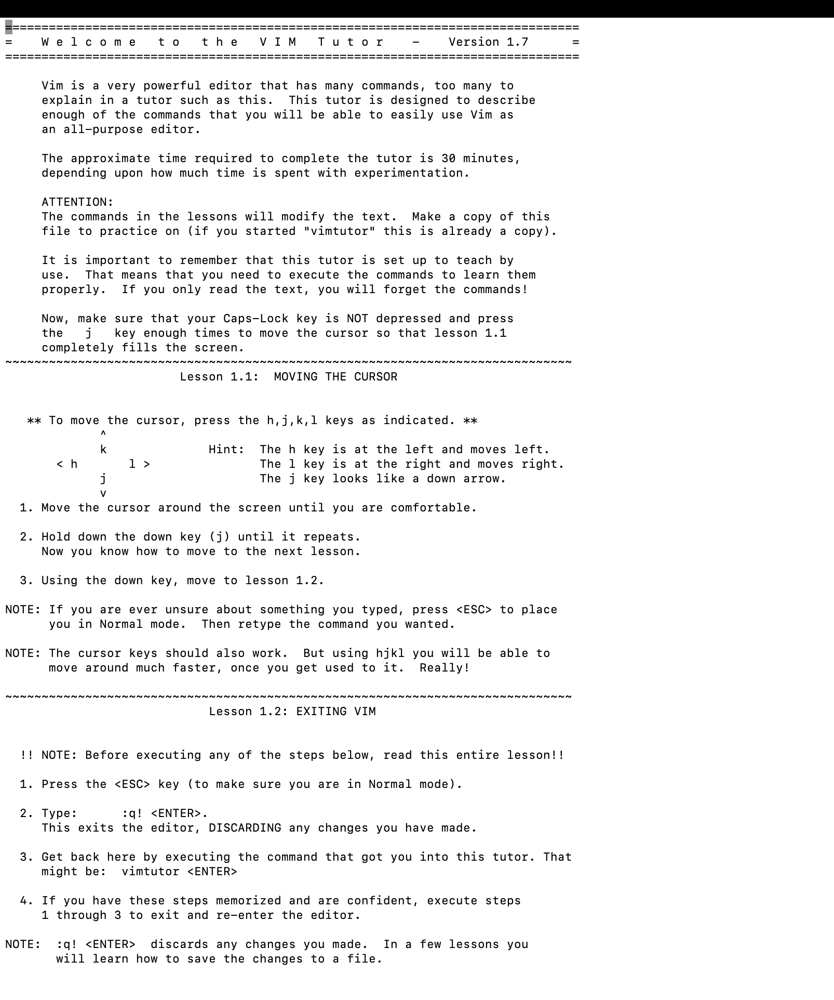 ===============================================================================
=    W e l c o m e   t o   t h e   V I M   T u t o r    -    Version 1.7      =
===============================================================================

     Vim is a very powerful editor that has many commands, too many to
     explain in a tutor such as this.  This tutor is designed to describe
     enough of the commands that you will be able to easily use Vim as
     an all-purpose editor.

     The approximate time required to complete the tutor is 30 minutes,
     depending upon how much time is spent with experimentation.

     ATTENTION:
     The commands in the lessons will modify the text.  Make a copy of this
     file to practice on (if you started "vimtutor" this is already a copy).

     It is important to remember that this tutor is set up to teach by
     use.  That means that you need to execute the commands to learn them
     properly.  If you only read the text, you will forget the commands!

     Now, make sure that your Caps-Lock key is NOT depressed and press
     the   j   key enough times to move the cursor so that lesson 1.1
     completely fills the screen.
~~~~~~~~~~~~~~~~~~~~~~~~~~~~~~~~~~~~~~~~~~~~~~~~~~~~~~~~~~~~~~~~~~~~~~~~~~~~~~
                        Lesson 1.1:  MOVING THE CURSOR


   ** To move the cursor, press the h,j,k,l keys as indicated. **
             ^
             k              Hint:  The h key is at the left and moves left.
       < h       l >               The l key is at the right and moves right.
             j                     The j key looks like a down arrow.
             v
  1. Move the cursor around the screen until you are comfortable.

  2. Hold down the down key (j) until it repeats.
     Now you know how to move to the next lesson.

  3. Using the down key, move to lesson 1.2.

NOTE: If you are ever unsure about something you typed, press <ESC> to place
      you in Normal mode.  Then retype the command you wanted.

NOTE: The cursor keys should also work.  But using hjkl you will be able to
      move around much faster, once you get used to it.  Really!

~~~~~~~~~~~~~~~~~~~~~~~~~~~~~~~~~~~~~~~~~~~~~~~~~~~~~~~~~~~~~~~~~~~~~~~~~~~~~~
                            Lesson 1.2: EXITING VIM


  !! NOTE: Before executing any of the steps below, read this entire lesson!!

  1. Press the <ESC> key (to make sure you are in Normal mode).

  2. Type:      :q! <ENTER>.
     This exits the editor, DISCARDING any changes you have made.

  3. Get back here by executing the command that got you into this tutor. That
     might be:  vimtutor <ENTER>

  4. If you have these steps memorized and are confident, execute steps
     1 through 3 to exit and re-enter the editor.

NOTE:  :q! <ENTER>  discards any changes you made.  In a few lessons you
       will learn how to save the changes to a file.